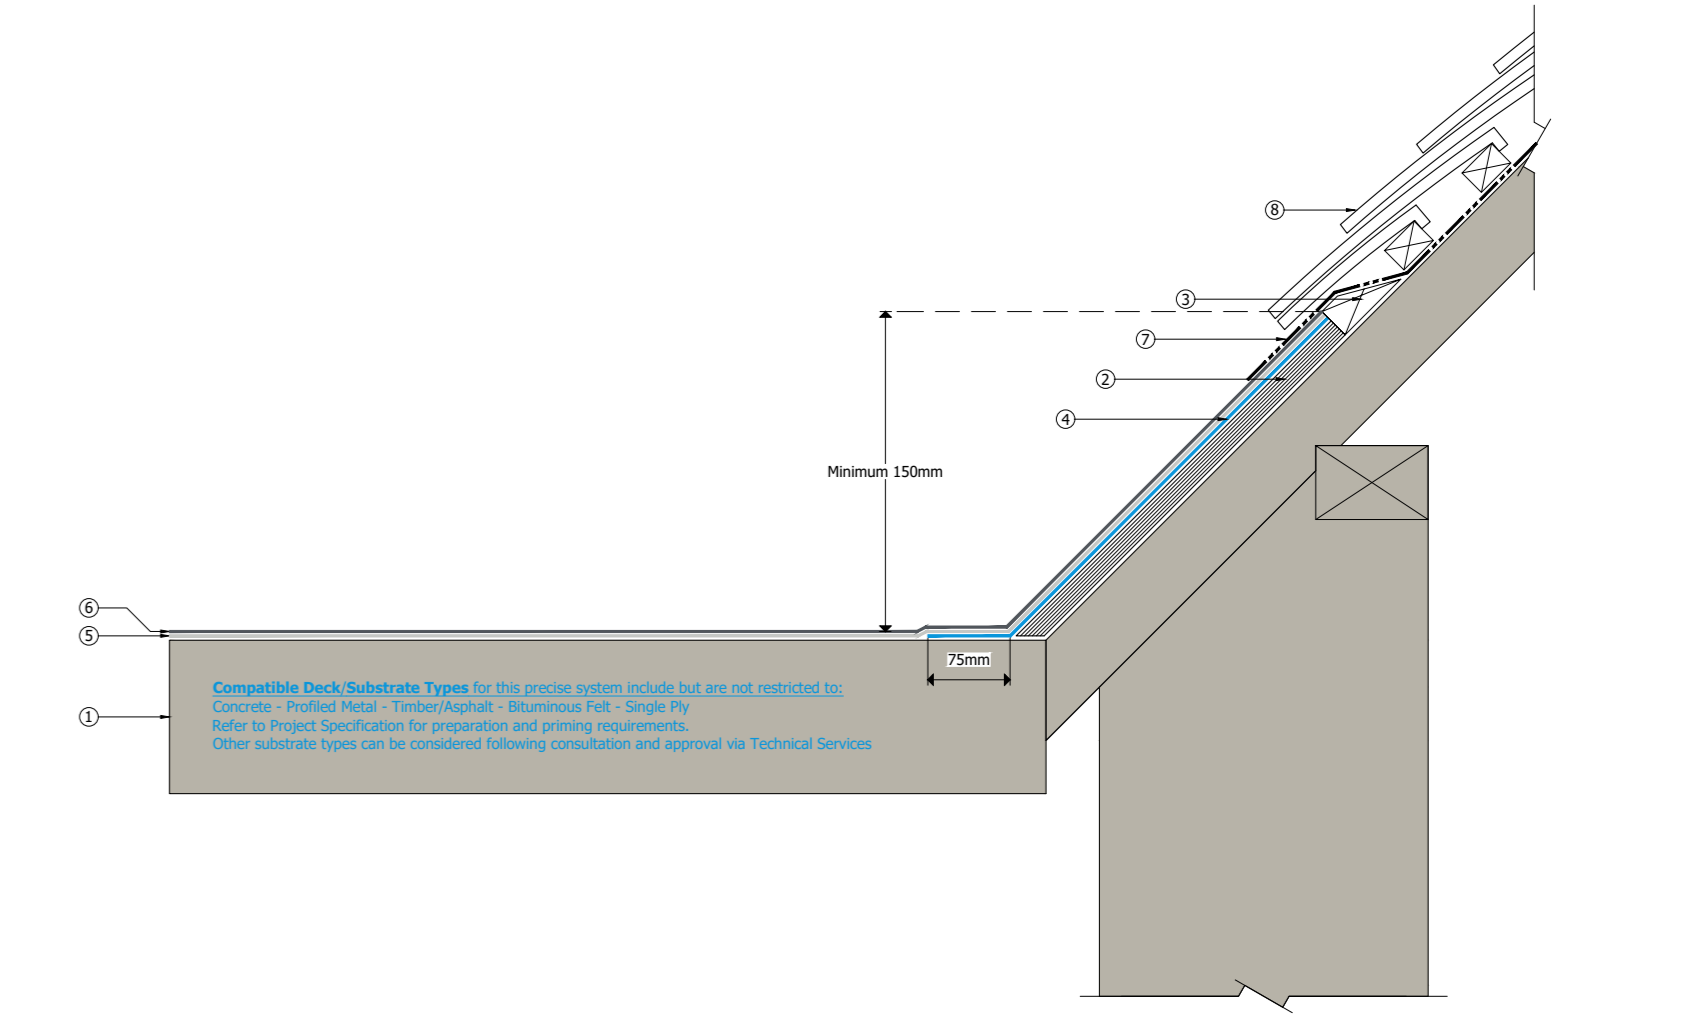 8
3
7
2
4
Minimum 150mm
6
5
75mm
1
Compatible Deck/Substrate Types for this precise system include but are not restricted to:
Concrete - Profiled Metal - Timber/Asphalt - Bituminous Felt - Single Ply
Refer to Project Specification for preparation and priming requirements.
Other substrate types can be considered following consultation and approval via Technical Services